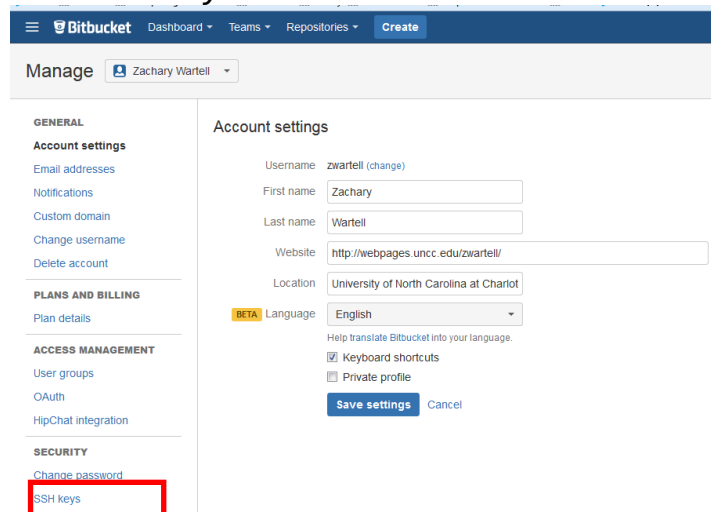 Bitbucket Dashboard Teams Repositories Create
Manage Zachary Wartell
GENERAL
Account settings
Email addresses
Notifications
Custom domain
Change username
Delete account
PLANS AND BILLING
Plan details
ACCESS MANAGEMENT
User groups
OAuth
HipChat integration
SECURITY
Change password
SSH keys
Account settings
Username zwartell (change)
First name Zachary
Last name Wartell
Website http://webpages.uncc.edu/zwartell/
Location University of North Carolina at Charlot
BETA Language English
Help translate Bitbucket into your language.
Keyboard shortcuts
Private profile
Save settings Cancel